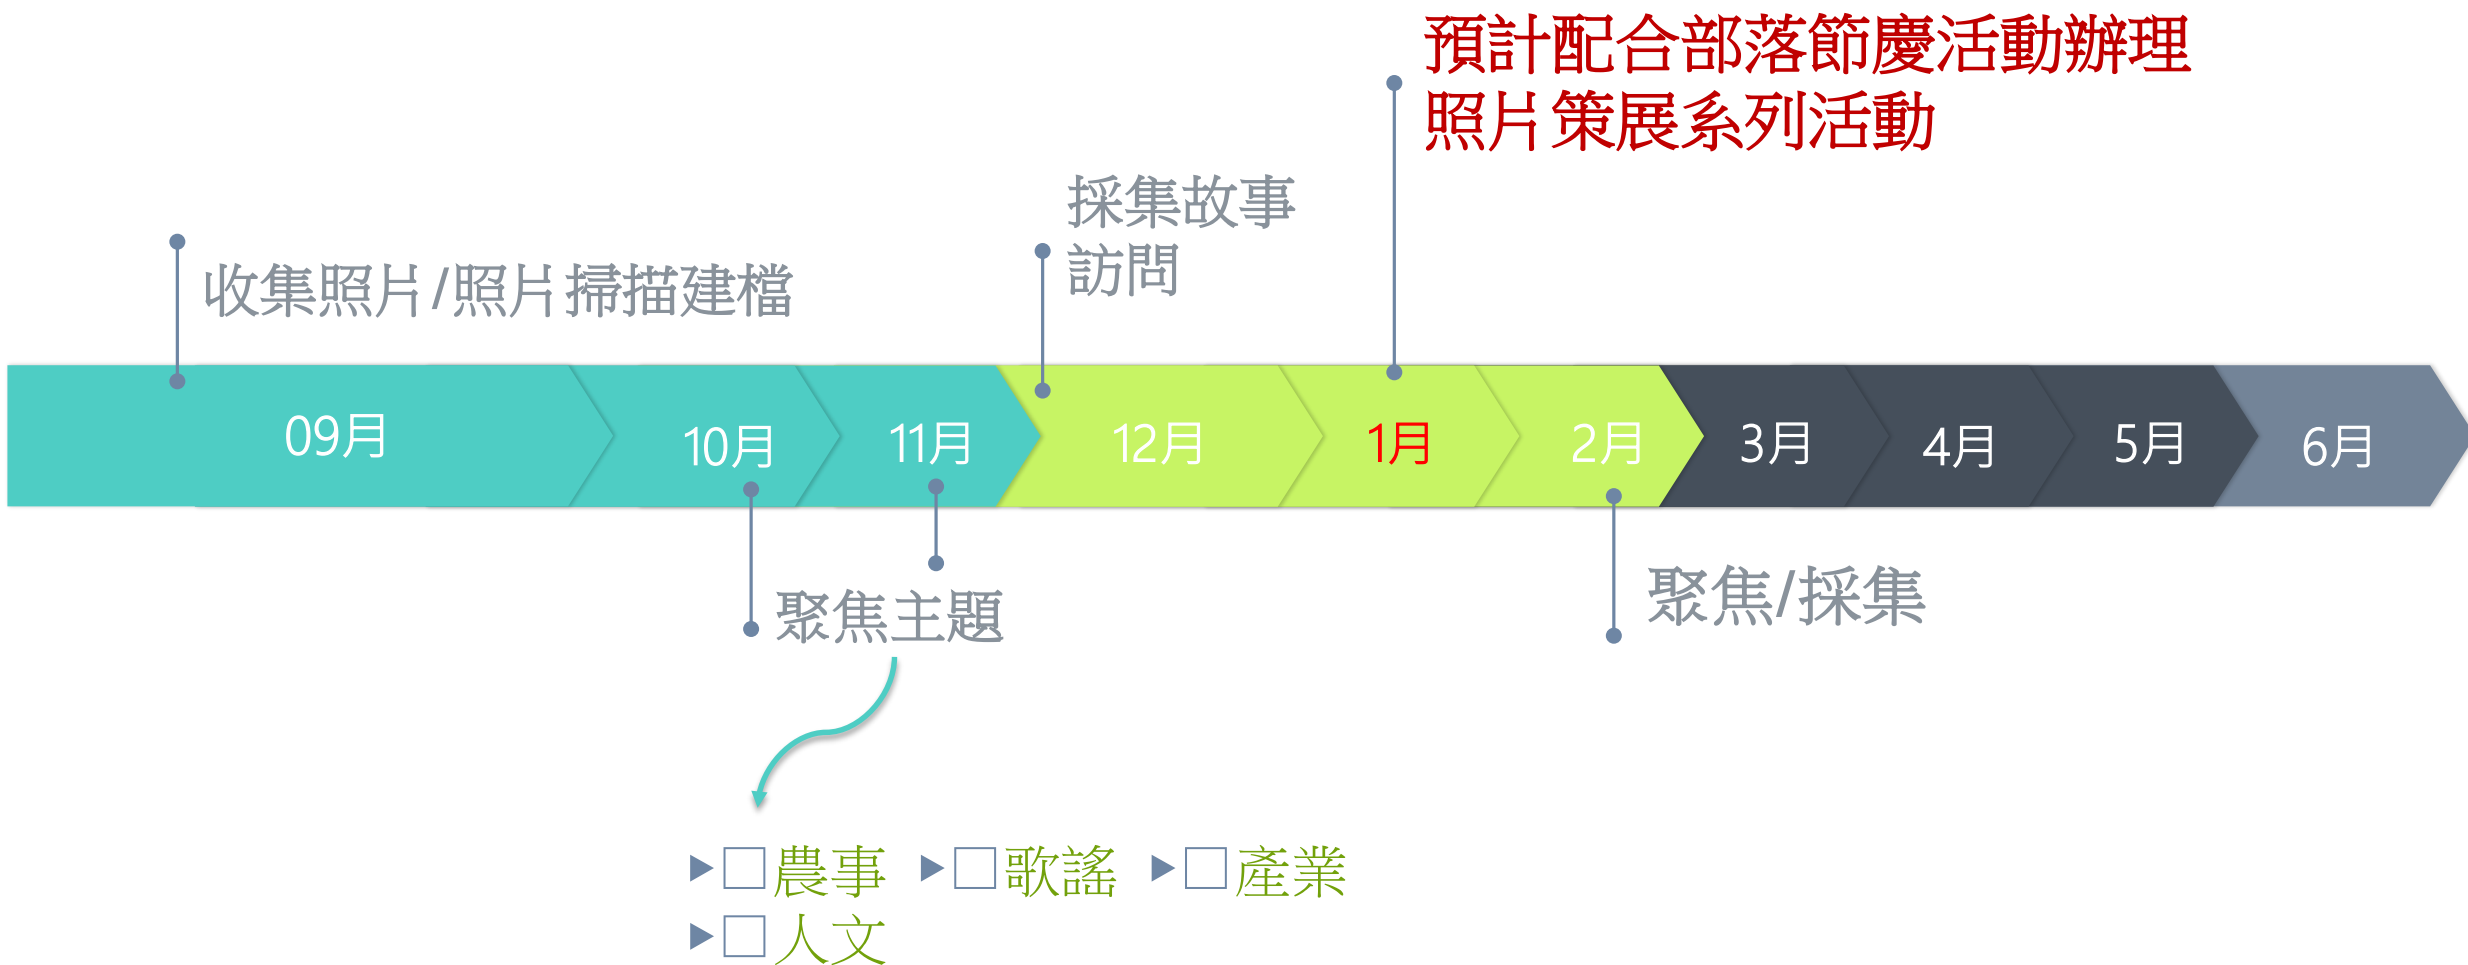 預計配合部落節慶活動辦理
照片策展系列活動
採集故事
訪問
收集照片/照片掃描建檔
09月
10月
11月
12月
1月
2月
3月
4月
5月
6月
聚焦主題
聚焦/採集
農事
歌謠
產業
人文